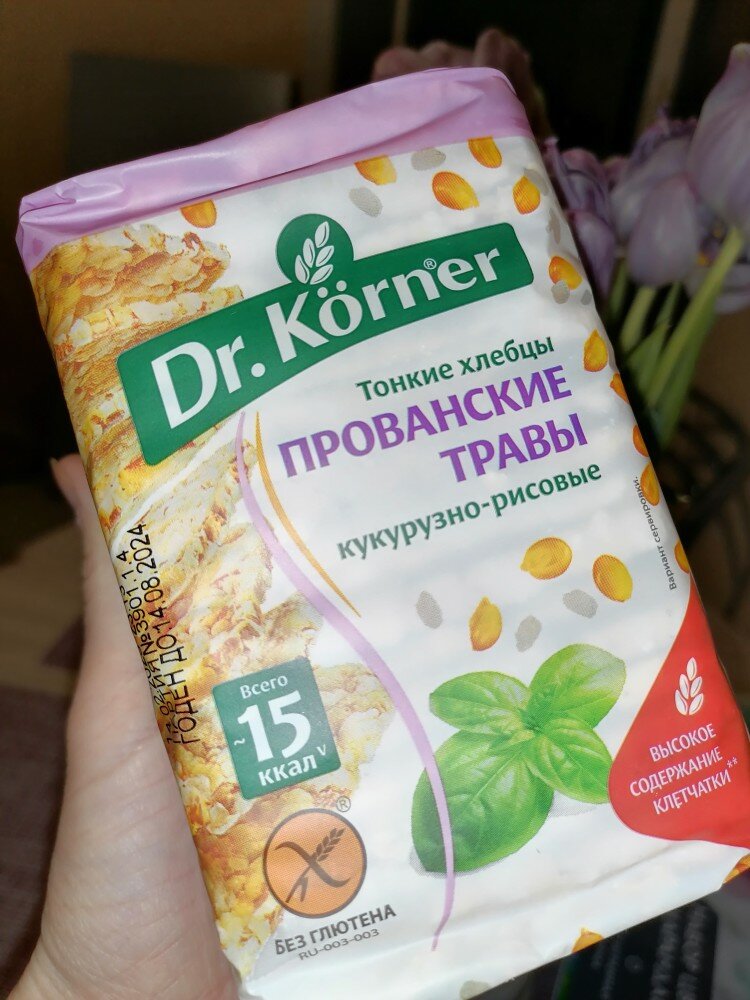 Dr. Körner®
Тонкие хлебцы
ПРОВАНСКИЕ
ТРАВЫ
кукурузно-рисовые
Вариант сервировки.
ГОДЕН ДО:14.08.2024
Всего
~15
ккал
ВЫСОКОЕ
СОДЕРЖАНИЕ
КЛЕТЧАТКИ**
®
БЕЗ ГЛЮТЕНА
RU-003-003